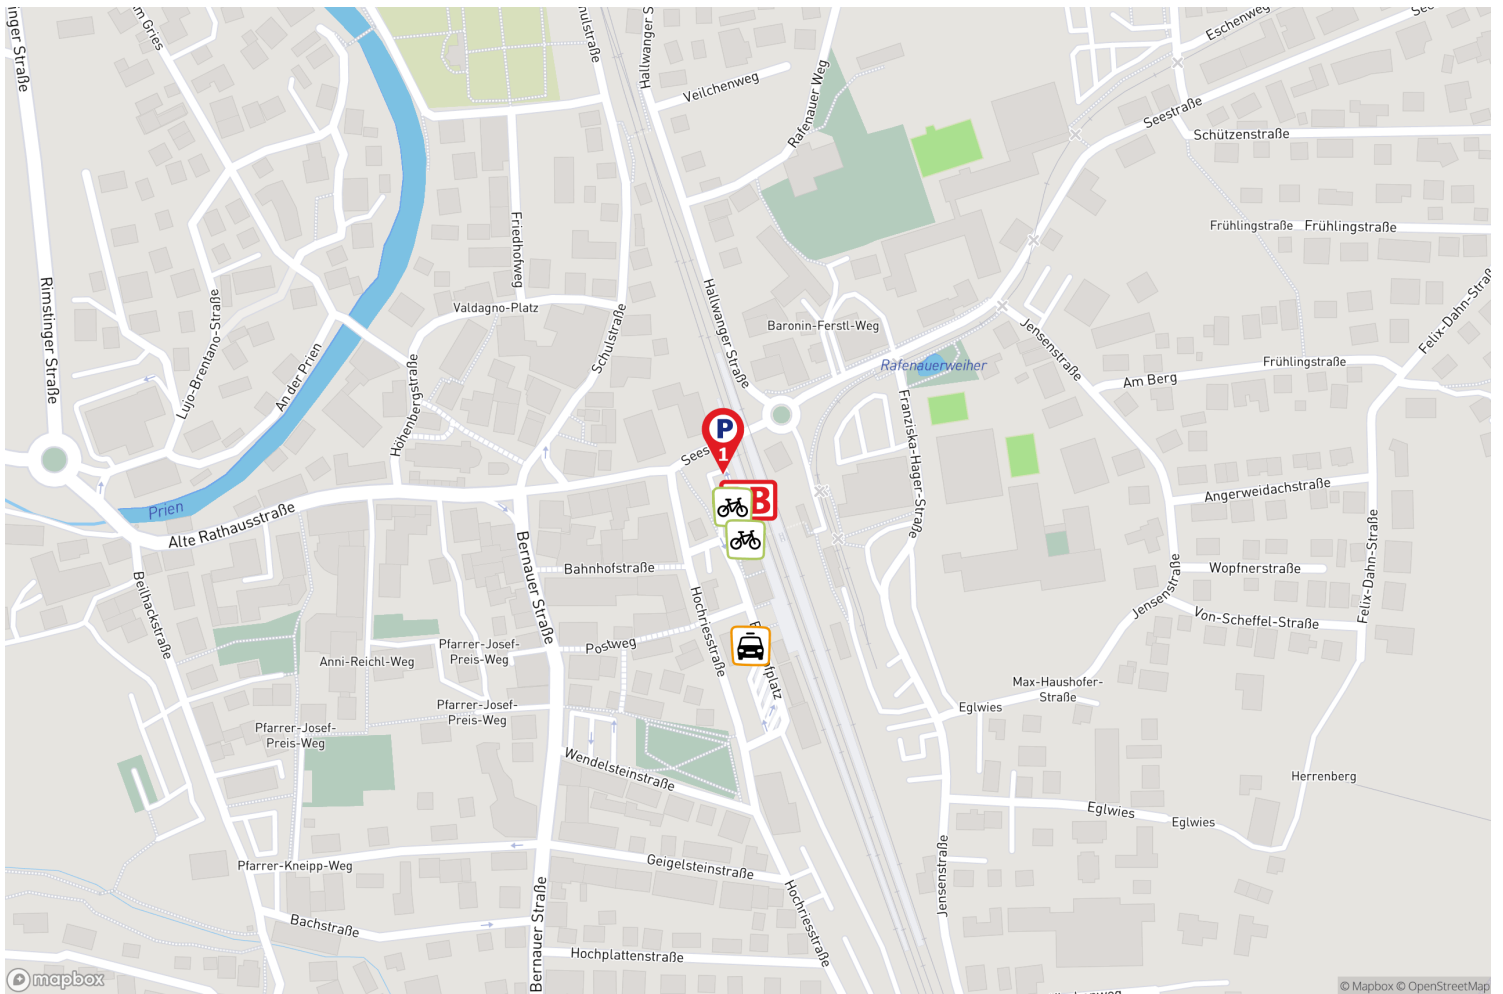 inger Straße
m Gries
hulstraße
Hallwanger S
Veilchenweg
Rafenauer Weg
Eschenweg
See
Seestraße
Schützenstraße
Frühlingstraße
Frühlingstraße
Friedhofweg
Rimstinger Straße
Lujo-Brentano-Straße
An der Prien
Valdagno-Platz
Schulstraße
Höhenbergstraße
Hallwanger Straße
Baronin-Ferstl-Weg
Rafenauerweiher
Jensenstraße
Am Berg
Frühlingstraße
Felix-Dahn-Straß
Franziska-Hager-Straße
Sees
P
1
B
Prien
Alte Rathausstraße
Angerweidachstraße
Bernauer Straße
Bahnhofstraße
Hochriesstraße
Wopfnerstraße
Jensenstraße
Von-Scheffel-Straße
Felix-Dahn-Straße
Beilhackstraße
Pfarrer-Josef-
Preis-Weg
Anni-Reichl-Weg
Postweg
B
fplatz
Max-Haushofer-
Straße
Eglwies
Pfarrer-Josef-
Preis-Weg
Pfarrer-Josef-
Preis-Weg
Wendelsteinstraße
Herrenberg
Eglwies
Eglwies
Pfarrer-Kneipp-Weg
Geigelsteinstraße
Jensenstraße
Hochriesstraße
Bachstraße
Bernauer Straße
Hochplattenstraße
mapbox
© Mapbox © OpenStreetMap